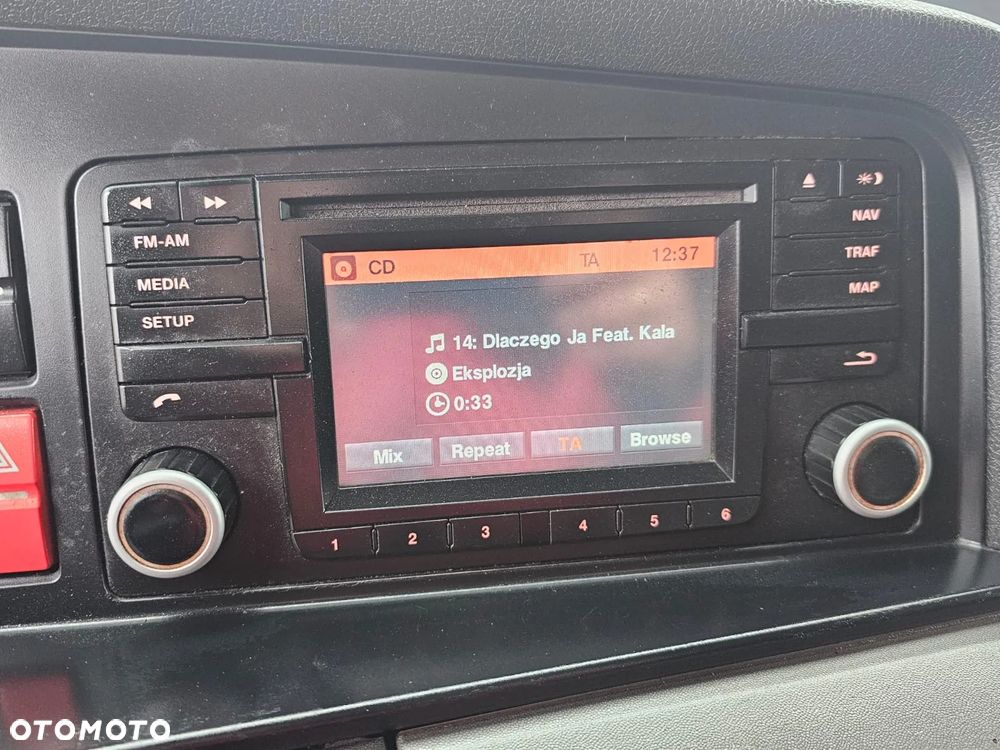 FM-AM
MEDIA
SETUP
CD TA 12:37
14: Dlaczego Ja Feat. Kala
Eksplozja
0:33
Mix Repeat TA Browse
NAV
TRAF
MAP
1 2 3 4 5 6
OTOMOTO